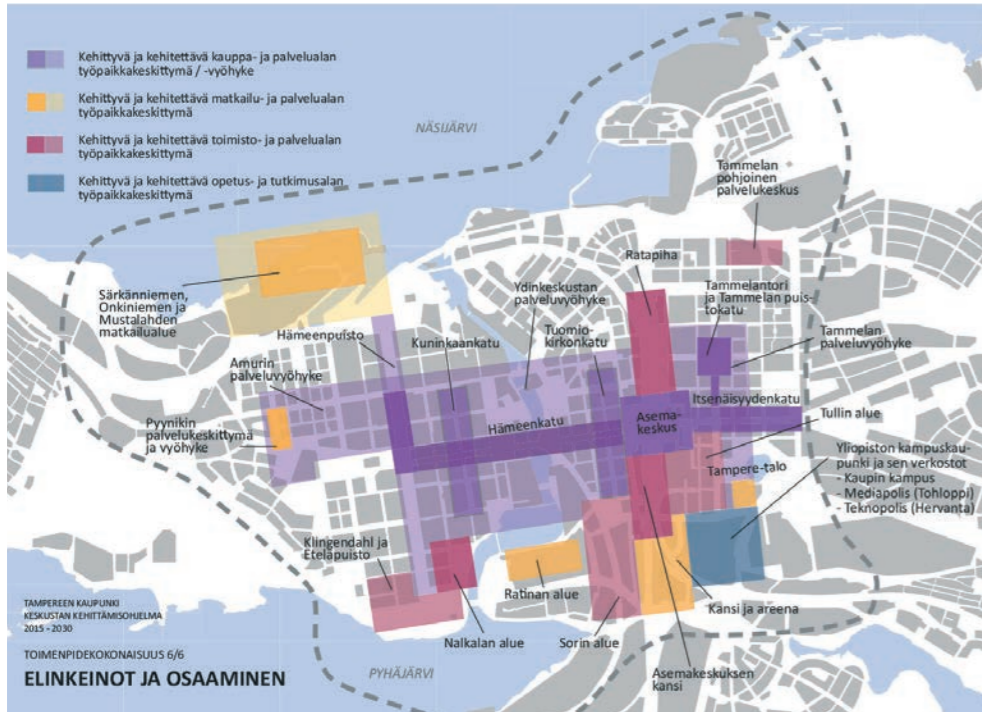 Kehittyvä ja kehitettävä kauppa- ja palvelualan
työpaikkakeskittymä / -vyöhyke
Kehittyvä ja kehitettävä matkailu- ja palvelualan
työpaikkakeskittymä
Kehittyvä ja kehitettävä toimisto- ja palvelualan
työpaikkakeskittymä
Kehittyvä ja kehitettävä opetus- ja tutkimusalan
työpaikkakeskittymä
NÄSIJÄRVI
Tammelan
pohjoinen
palvelukeskus
Ratapiha
Särkänniemen,
Onkiniemen ja
Mustalahden
matkailualue
Ydinkeskustan
palveluvyöhyke
Tammelantori
ja Tammelan puis-
tokatu
Hämeenpuisto
Kuninkaankatu
Tuomio-
kirkonkatu
Tammelan
palveluvyöhyke
Amurin
palveluvyöhyke
Itsenäisyydenkatu
Pyynikin
palvelukeskittymä
ja vyöhyke
Hämeenkatu
Asema-
keskus
Tullin alue
Tampere-talo
Yliopiston kampuskau-
punki ja sen verkostot
- Kaupin kampus
- Mediapolis (Tohloppi)
- Teknopolis (Hervanta)
Klingendahl ja
Eteläpuisto
Ratinan alue
Kansi ja areena
Nalkalan alue
Sorin alue
Asemakeskuksen
kansi
PYHÄJÄRVI
TAMPEREEN KAUPUNKI
KESKUSTAN KEHITTÄMISOHJELMA
2015 - 2030
TOIMENPIDEKOKONAISUUS 6/6
ELINKEINOT JA OSAAMINEN